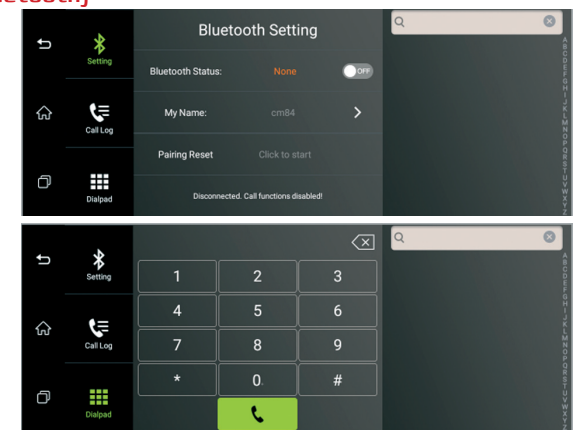 Bluetooth Setting
Setting
Bluetooth Status: None OFF
My Name: cm84
Call Log
Pairing Reset Click to start
Dialpad
Disconnected. Call functions disabled!
A
B
C
D
E
F
G
H
I
J
K
L
M
N
O
P
Q
R
S
T
U
V
W
X
Y
Z
Setting
1 2 3
4 5 6
Call Log
7 8 9
* 0 #
Dialpad
A
B
C
D
E
F
G
H
I
J
K
L
M
N
O
P
Q
R
S
T
U
V
W
X
Y
Z